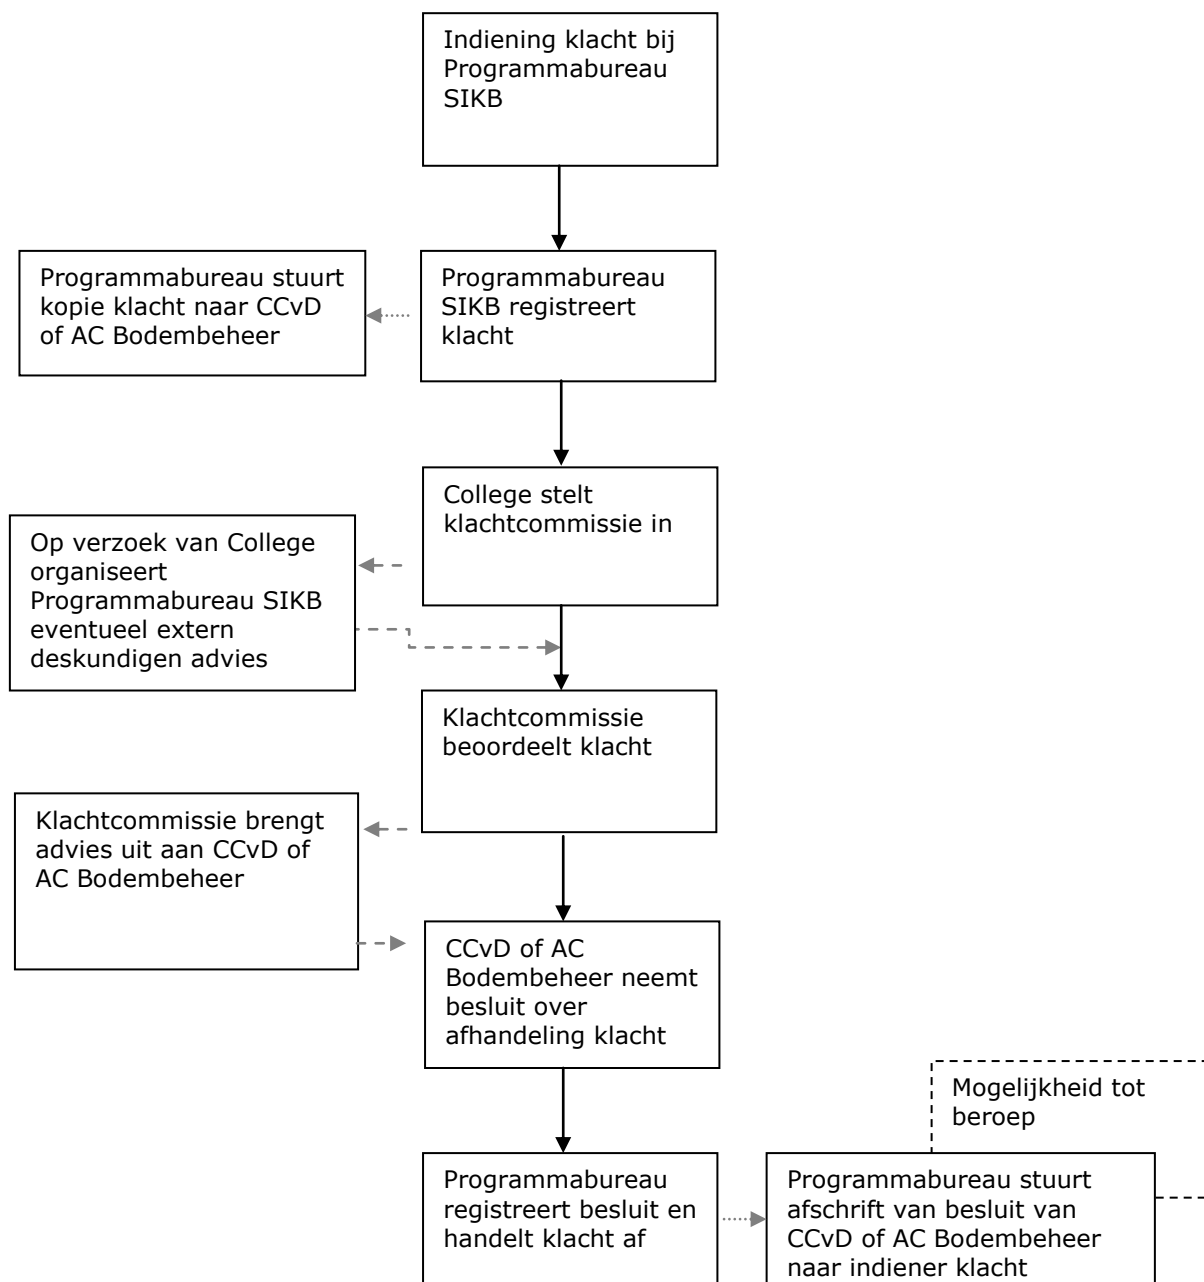 Indiening klacht bij
Programmabureau
SIKB
Programmabureau stuurt
kopie klacht naar CCvD
of AC Bodembeheer
Programmabureau
SIKB registreert
klacht
College stelt
klachtcommissie in
Op verzoek van College
organiseert
Programmabureau SIKB
eventueel extern
deskundigen advies
Klachtcommissie
beoordeelt klacht
Klachtcommissie brengt
advies uit aan CCvD of
AC Bodembeheer
CCvD of AC
Bodembeheer neemt
besluit over
afhandeling klacht
Mogelijkheid tot
beroep
Programmabureau
registreert besluit en
handelt klacht af
Programmabureau stuurt
afschrift van besluit van
CCvD of AC Bodembeheer
naar indiener klacht